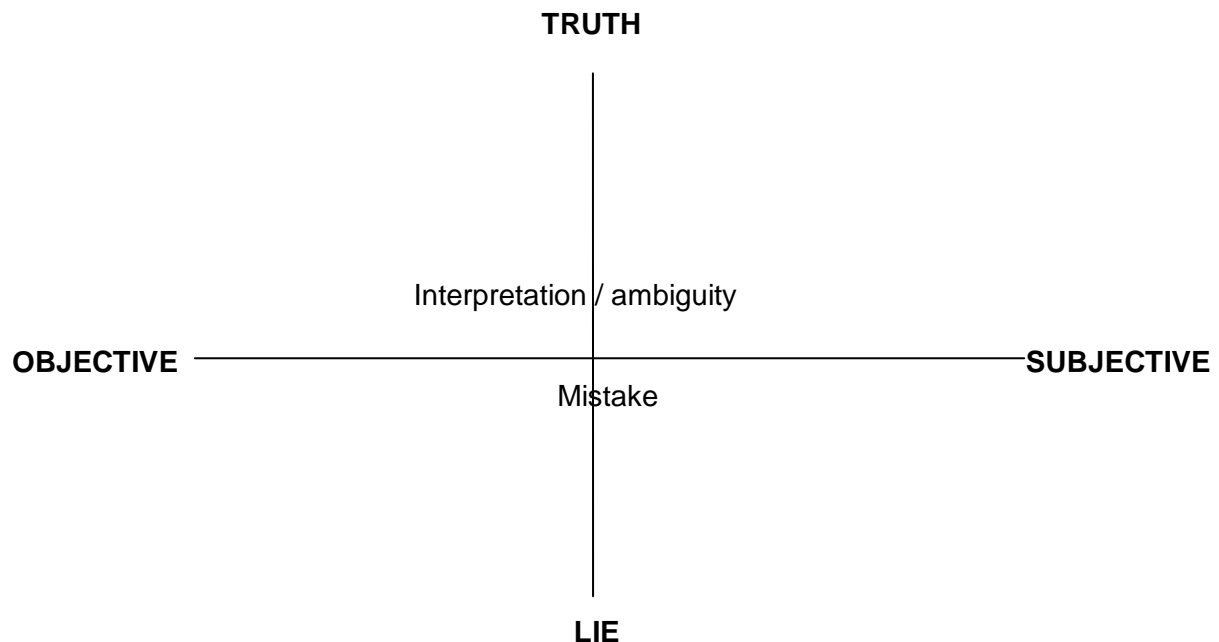 TRUTH
Interpretation / ambiguity
OBJECTIVE
SUBJECTIVE
Mistake
LIE